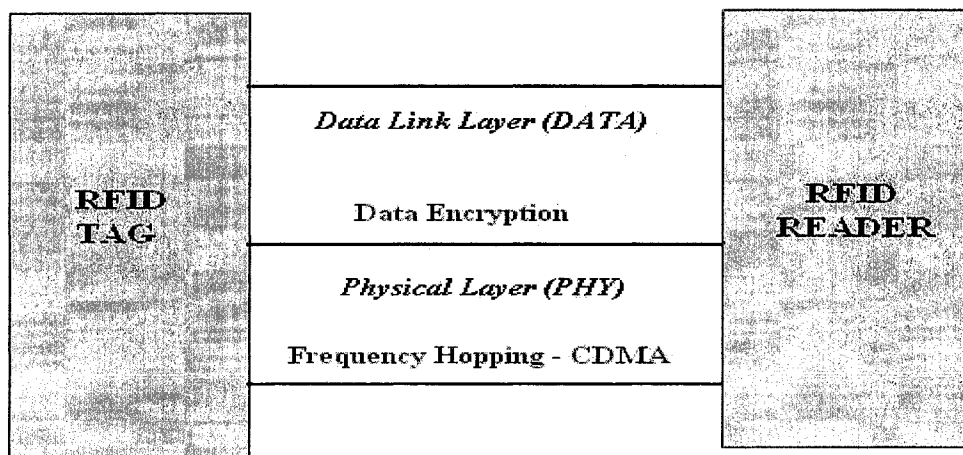 RFID
TAG
Data Link Layer (DATA)
Data Encryption
Physical Layer (PHY)
Frequency Hopping - CDMA
RFID
READER